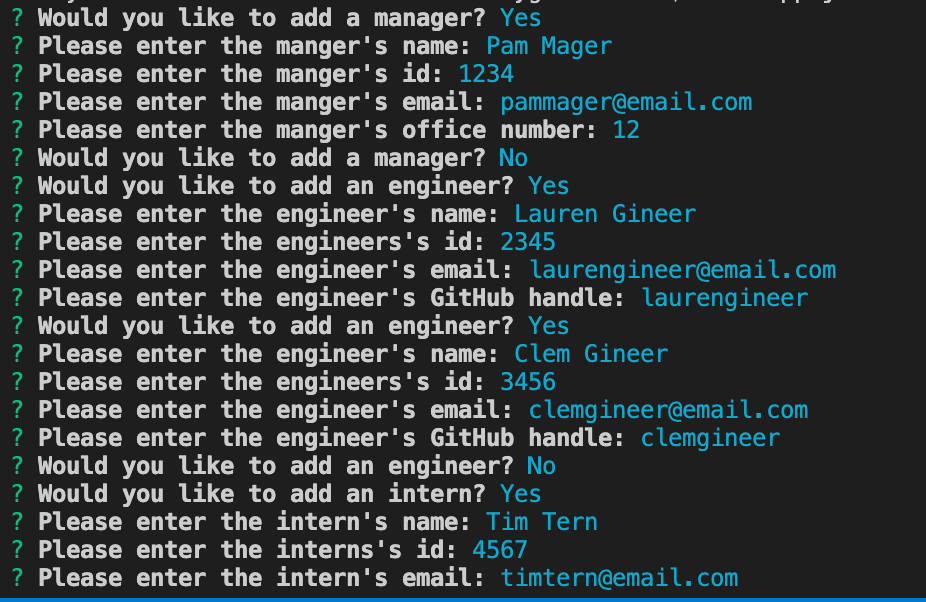 ? Would you like to add a manager? Yes
? Please enter the manger's name: Pam Mager
? Please enter the manger's id: 1234
? Please enter the manger's email: pammager@email.com
? Please enter the manger's office number: 12
? Would you like to add a manager? No
? Would you like to add an engineer? Yes
? Please enter the engineer's name: Lauren Gineer
? Please enter the engineers's id: 2345
? Please enter the engineer's email: laurengineer@email.com
? Please enter the engineer's GitHub handle: laurengineer
? Would you like to add an engineer? Yes
? Please enter the engineer's name: Clem Gineer
? Please enter the engineers's id: 3456
? Please enter the engineer's email: clemgineer@email.com
? Please enter the engineer's GitHub handle: clemgineer
? Would you like to add an engineer? No
? Would you like to add an intern? Yes
? Please enter the intern's name: Tim Tern
? Please enter the interns's id: 4567
? Please enter the intern's email: timtern@email.com